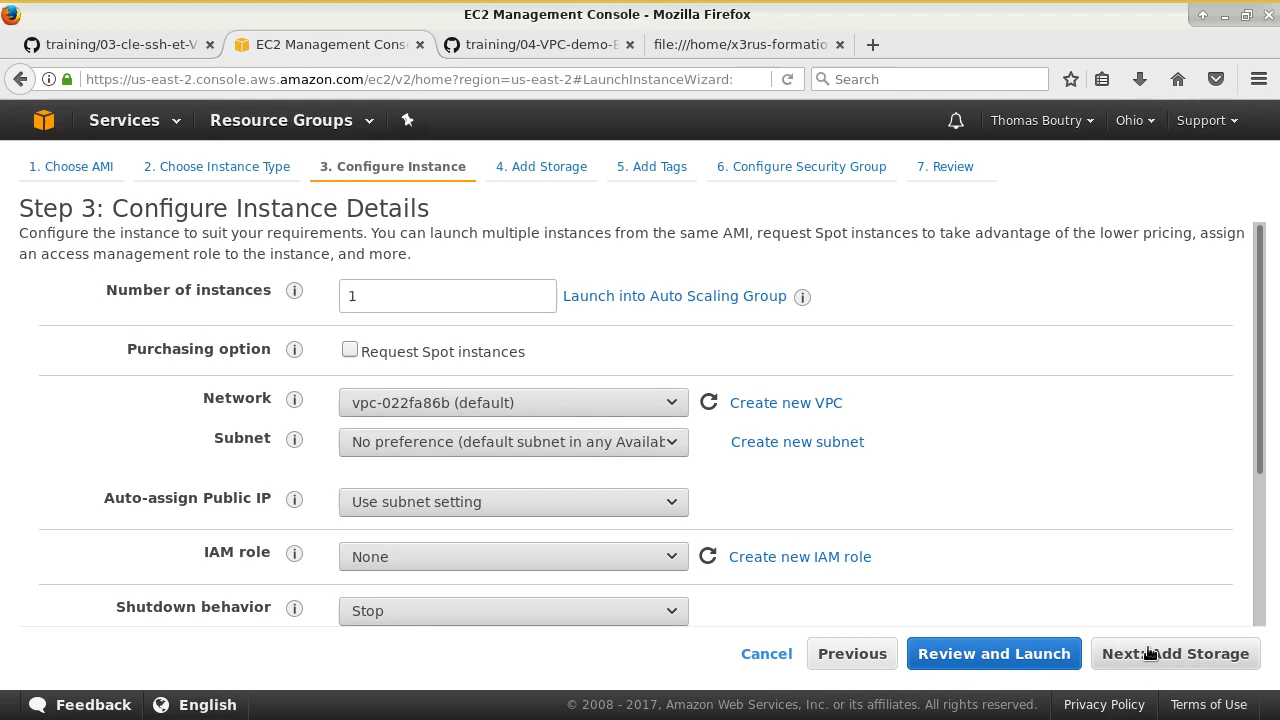 EC2 Management Console - Mozilla Firefox
training/03-cle-ssh-et-V
EC2 Management Cons
training/04-VPC-demo-E
file:///home/x3rus-formatio
https://us-east-2.console.aws.amazon.com/ec2/v2/home?region=us-east-2#LaunchInstanceWizard:
Search
Services
Resource Groups
Thomas Boutry
Ohio
Support
1. Choose AMI
2. Choose Instance Type
3. Configure Instance
4. Add Storage
5. Add Tags
6. Configure Security Group
7. Review
Step 3: Configure Instance Details
Configure the instance to suit your requirements. You can launch multiple instances from the same AMI, request Spot instances to take advantage of the lower pricing, assign
an access management role to the instance, and more.
Number of instances
1
Launch into Auto Scaling Group
Purchasing option
Request Spot instances
Network
vpc-022fa86b (default)
Create new VPC
Subnet
No preference (default subnet in any Availat
Create new subnet
Auto-assign Public IP
Use subnet setting
IAM role
None
Create new IAM role
Shutdown behavior
Stop
Cancel
Previous
Review and Launch
Next: Add Storage
Feedback
English
© 2008 - 2017, Amazon Web Services, Inc. or its affiliates. All rights reserved.
Privacy Policy
Terms of Use